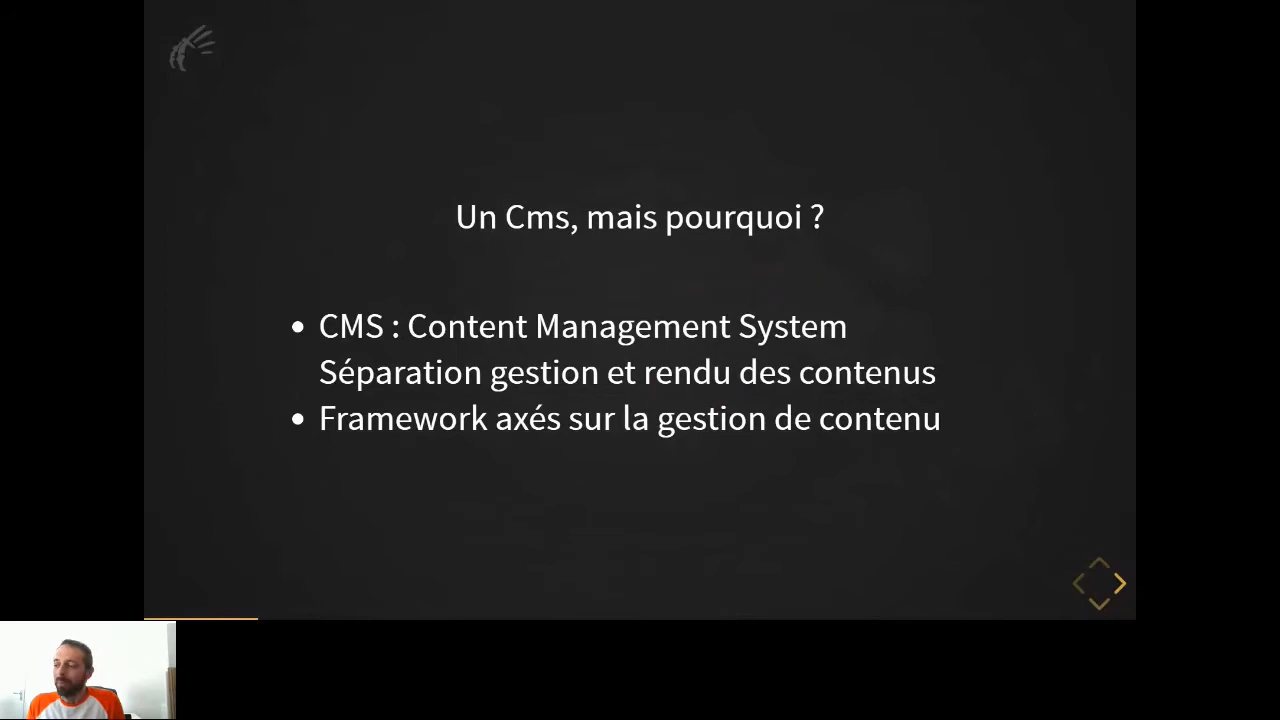 Un Cms, mais pourquoi ?
CMS : Content Management System
Séparation gestion et rendu des contenus
Framework axés sur la gestion de contenu